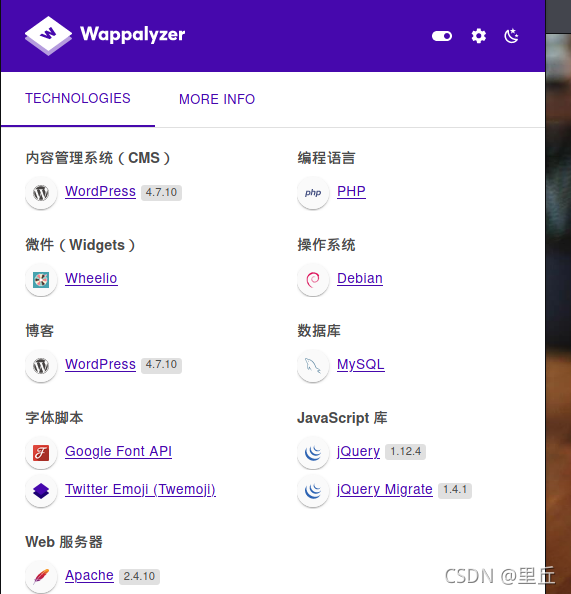 Wappalyzer
TECHNOLOGIES
MORE INFO
内容管理系统（CMS）
WordPress 4.7.10
微件（Widgets）
Wheelio
博客
WordPress 4.7.10
字体脚本
Google Font API
Twitter Emoji (Twemoji)
Web 服务器
Apache 2.4.10
编程语言
php PHP
操作系统
Debian
数据库
MySQL
JavaScript 库
jQuery 1.12.4
jQuery Migrate 1.4.1
CSDN @里丘